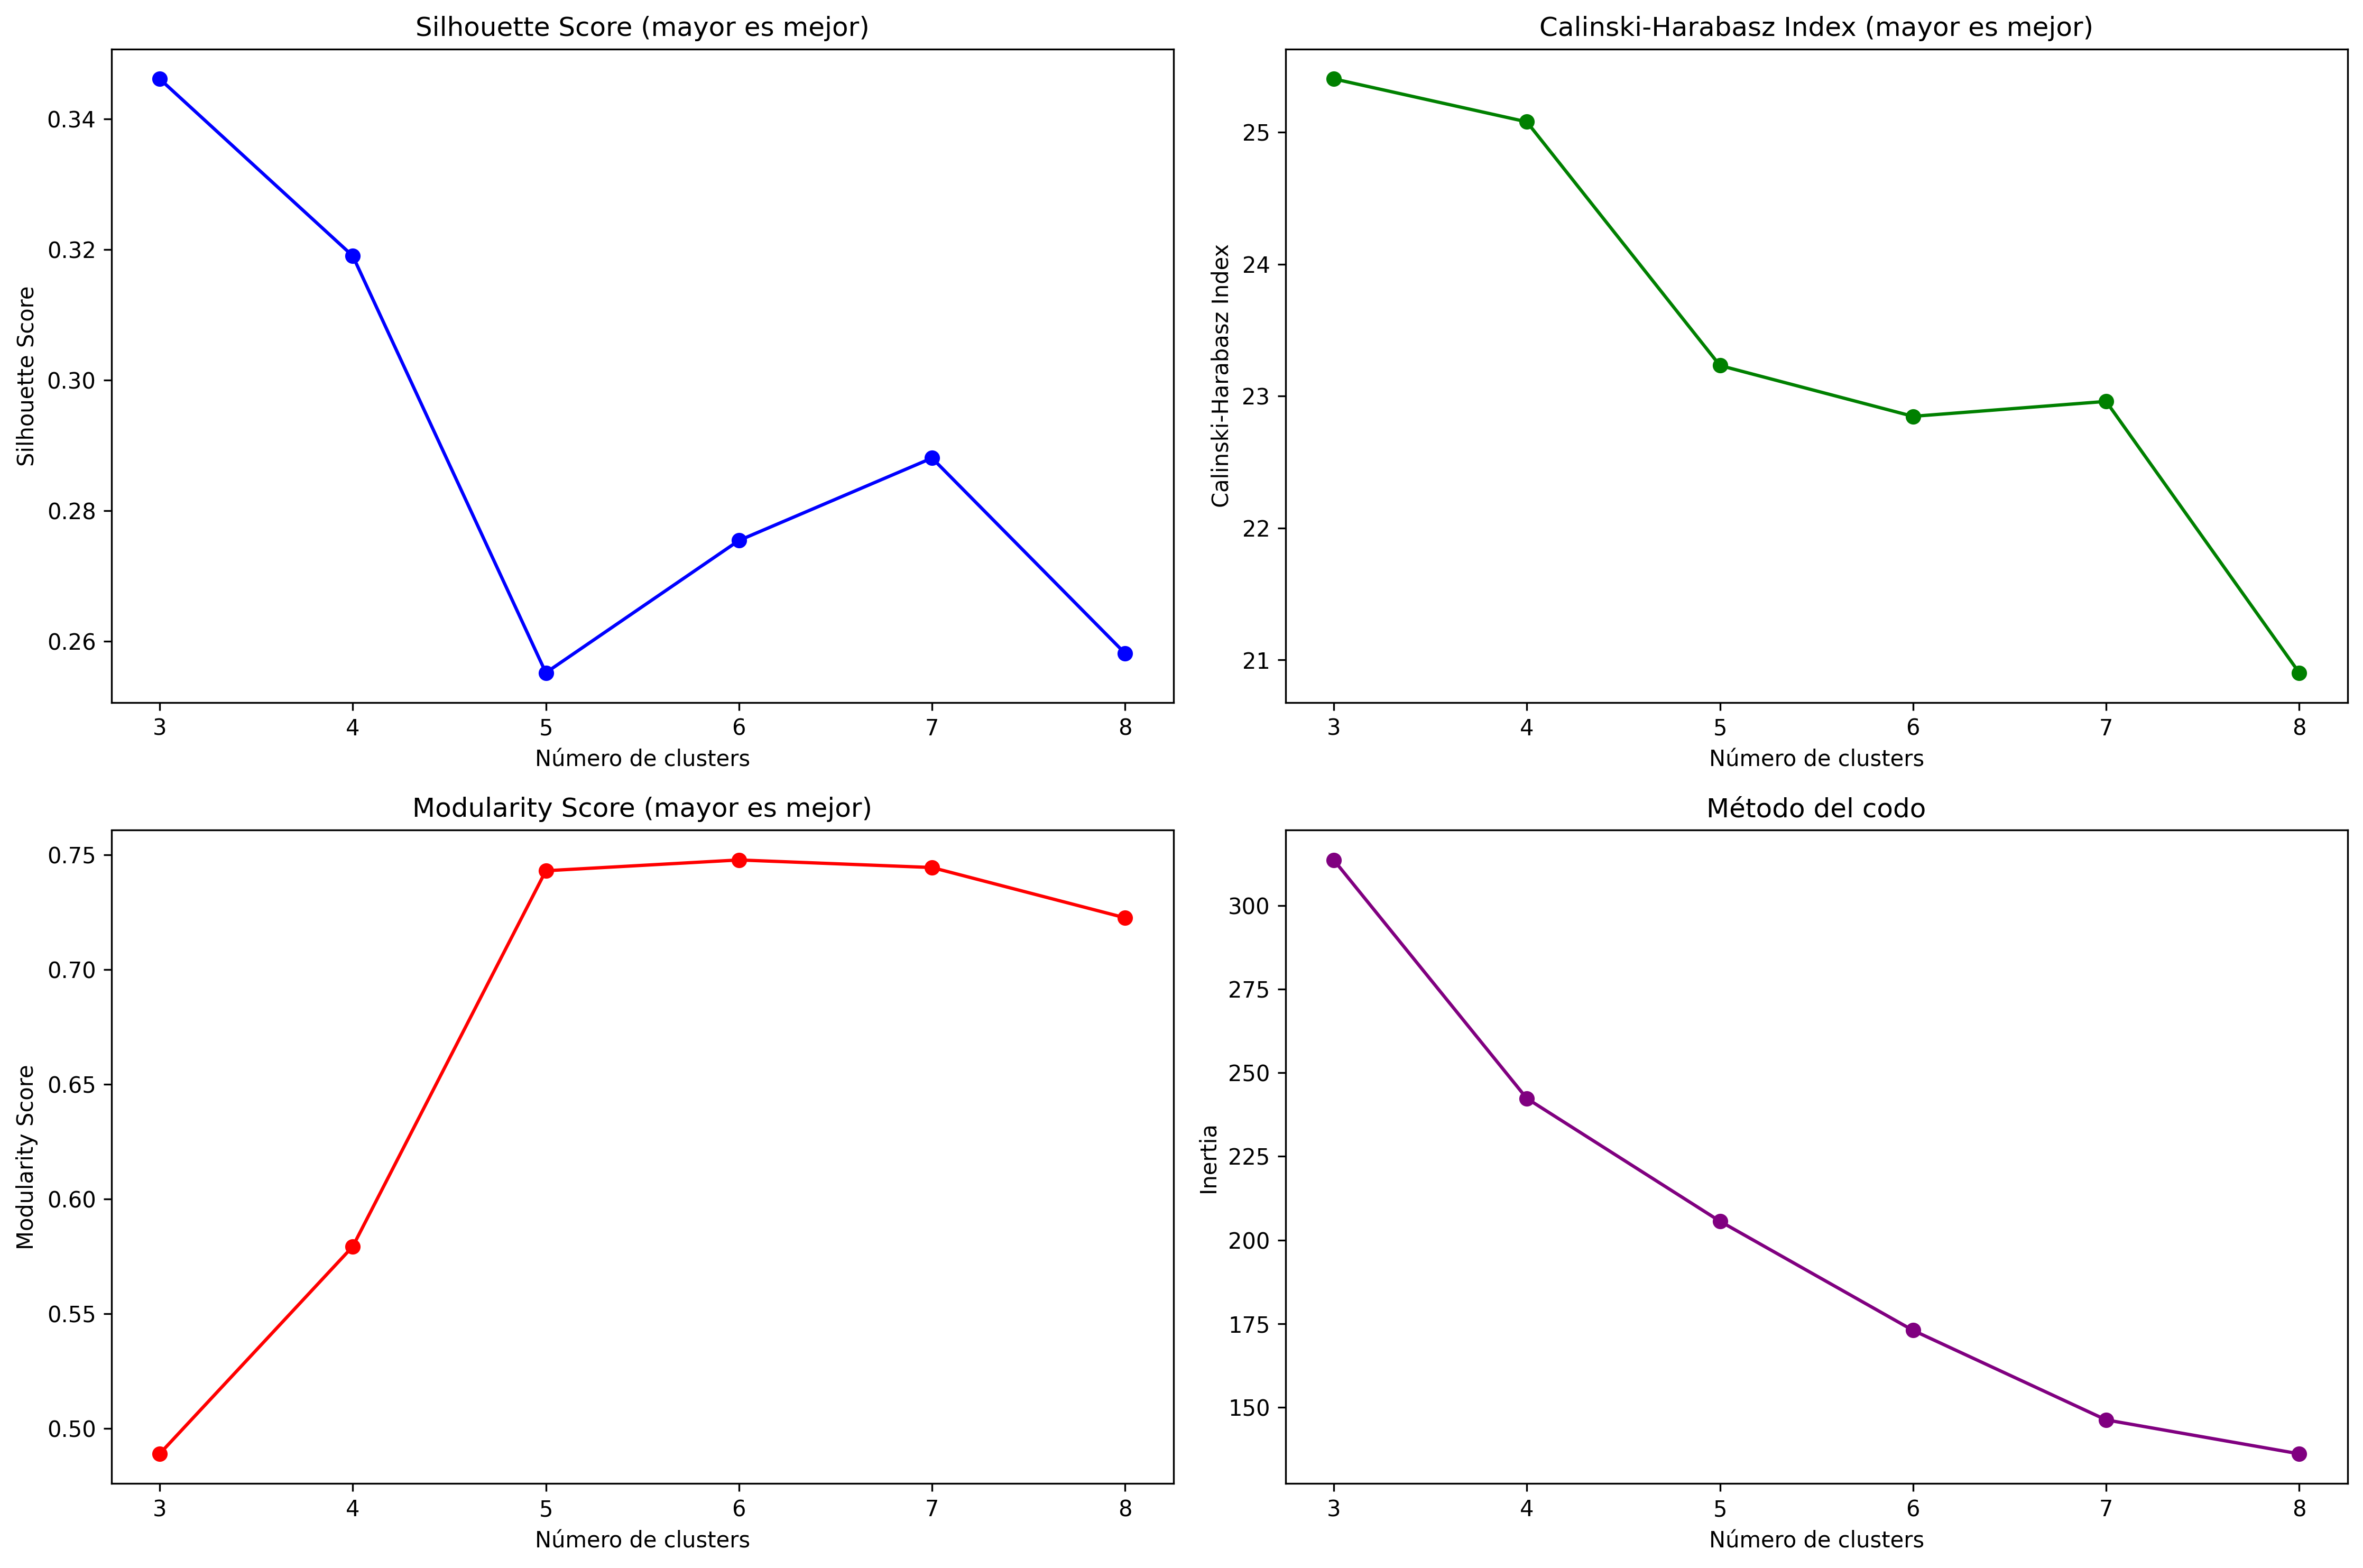 Silhouette Score (mayor es mejor)
Silhouette Score
0.34
0.32
0.30
0.28
0.26
3 4 5 6 7 8
Número de clusters
Calinski-Harabasz Index (mayor es mejor)
Calinski-Harabasz Index
25
24
23
22
21
3 4 5 6 7 8
Número de clusters
Modularity Score (mayor es mejor)
Modularity Score
0.75
0.70
0.65
0.60
0.55
0.50
3 4 5 6 7 8
Número de clusters
Método del codo
Inertia
300
275
250
225
200
175
150
3 4 5 6 7 8
Número de clusters